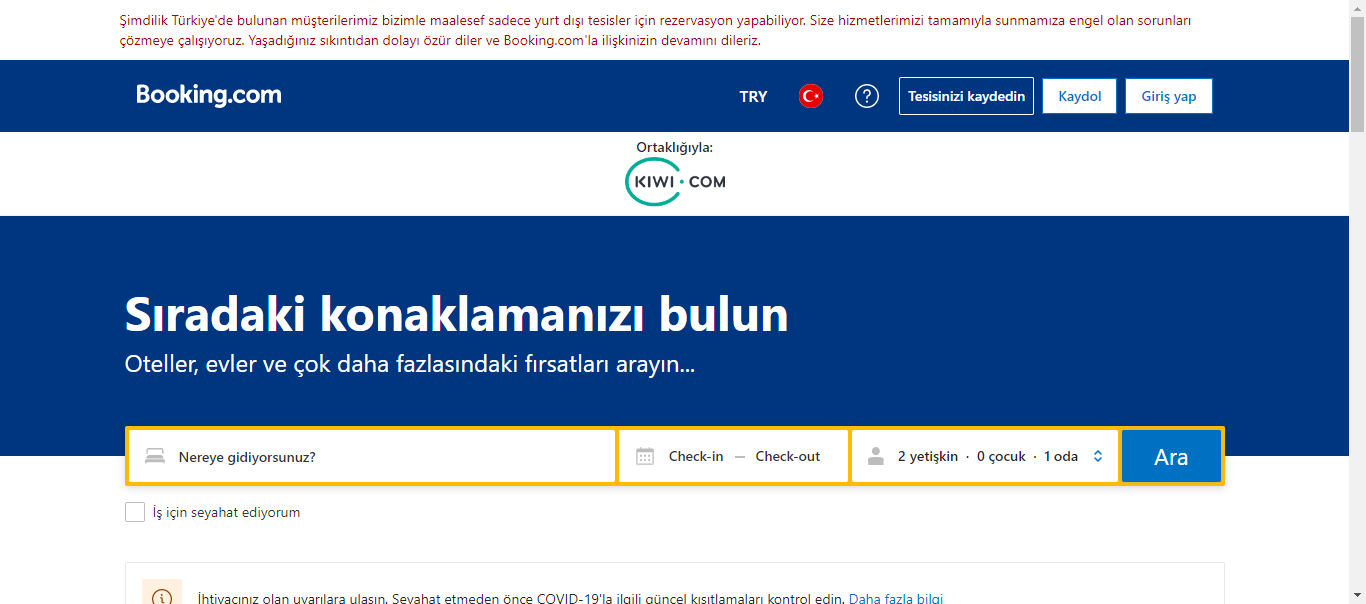 Şimdilik Türkiye'de bulunan müşterilerimiz bizimle maalesef sadece yurt dışı tesisler için rezervasyon yapabiliyor. Size hizmetlerimizi tamamıyla sunmamıza engel olan sorunları
çözmeye çalışıyoruz. Yaşadığınız sıkıntıdan dolayı özür diler ve Booking.com'la ilişkinizin devamını dileriz.
Booking.com
TRY
?
Tesisinizi kaydedin
Kaydol
Giriş yap
Ortaklığıyla:
KIWI·COM
Sıradaki konaklamanızı bulun
Oteller, evler ve çok daha fazlasındaki fırsatları arayın...
Nereye gidiyorsunuz?
Check-in — Check-out
2 yetişkin · 0 çocuk · 1 oda
Ara
İş için seyahat ediyorum
İhtiyacınız olan uyarılara ulaşın. Seyahat etmeden önce COVID-19'la ilgili güncel kısıtlamaları kontrol edin. Daha fazla bilgi